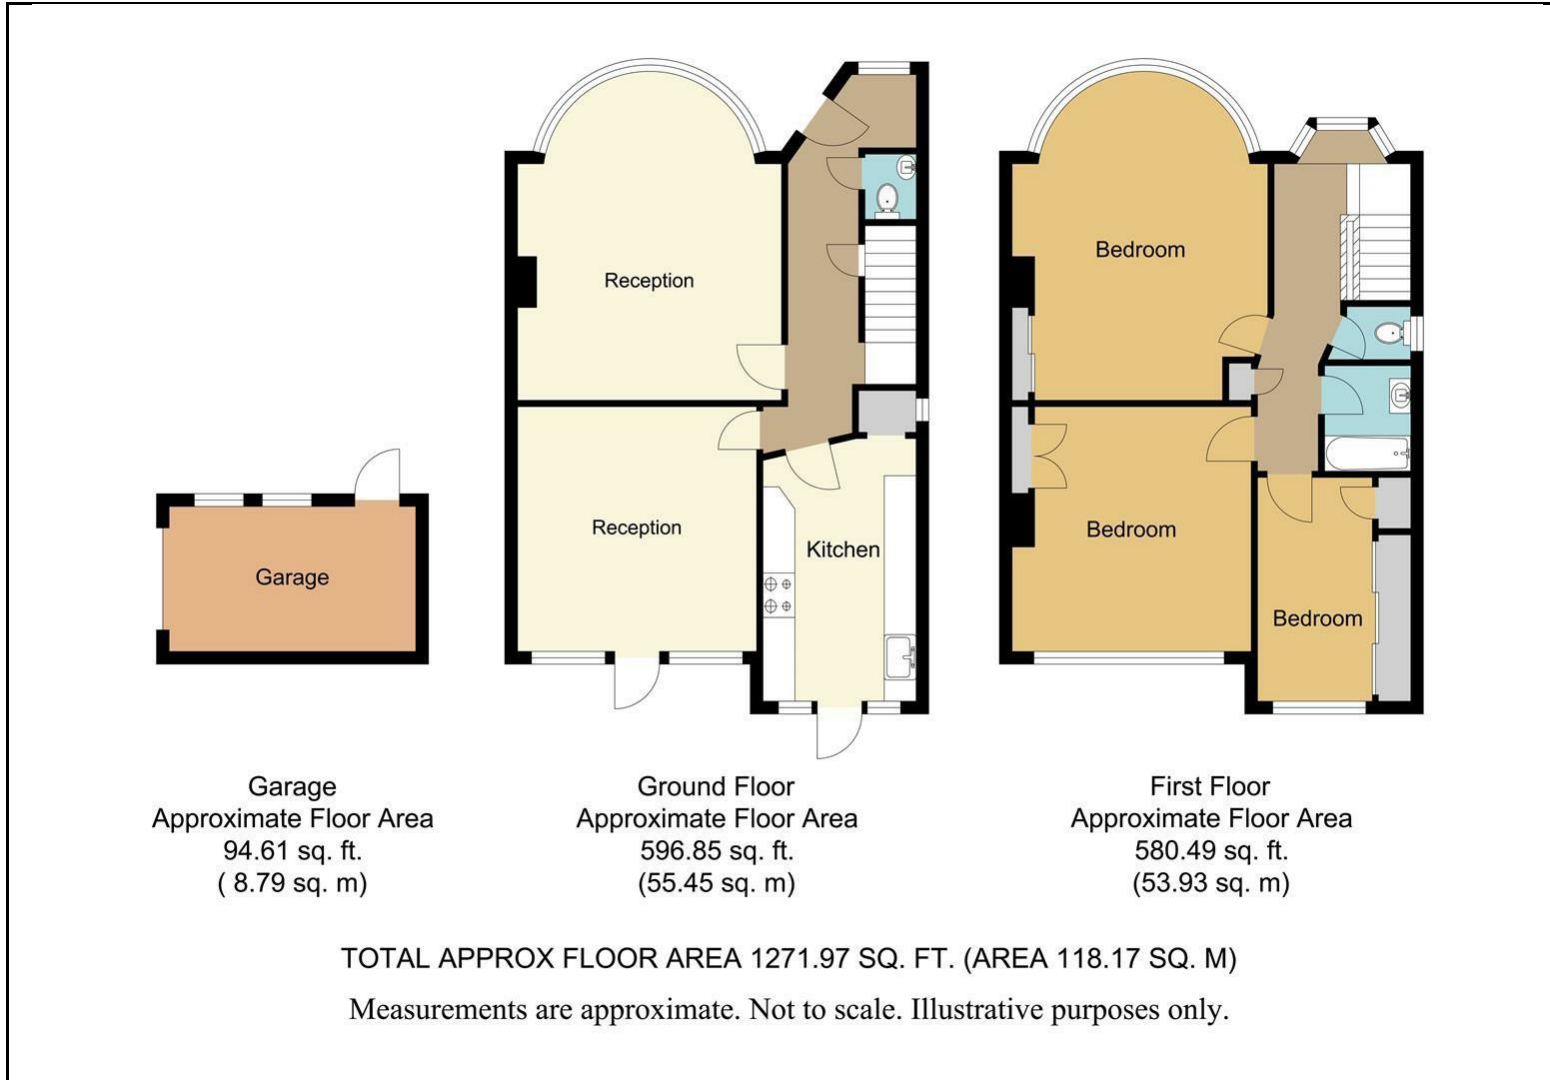 Reception
Bedroom
Reception
Kitchen
Bedroom
Garage
Bedroom
Garage
Approximate Floor Area
94.61 sq. ft.
( 8.79 sq. m)
Ground Floor
Approximate Floor Area
596.85 sq. ft.
(55.45 sq. m)
First Floor
Approximate Floor Area
580.49 sq. ft.
(53.93 sq. m)
TOTAL APPROX FLOOR AREA 1271.97 SQ. FT. (AREA 118.17 SQ. M)
Measurements are approximate. Not to scale. Illustrative purposes only.